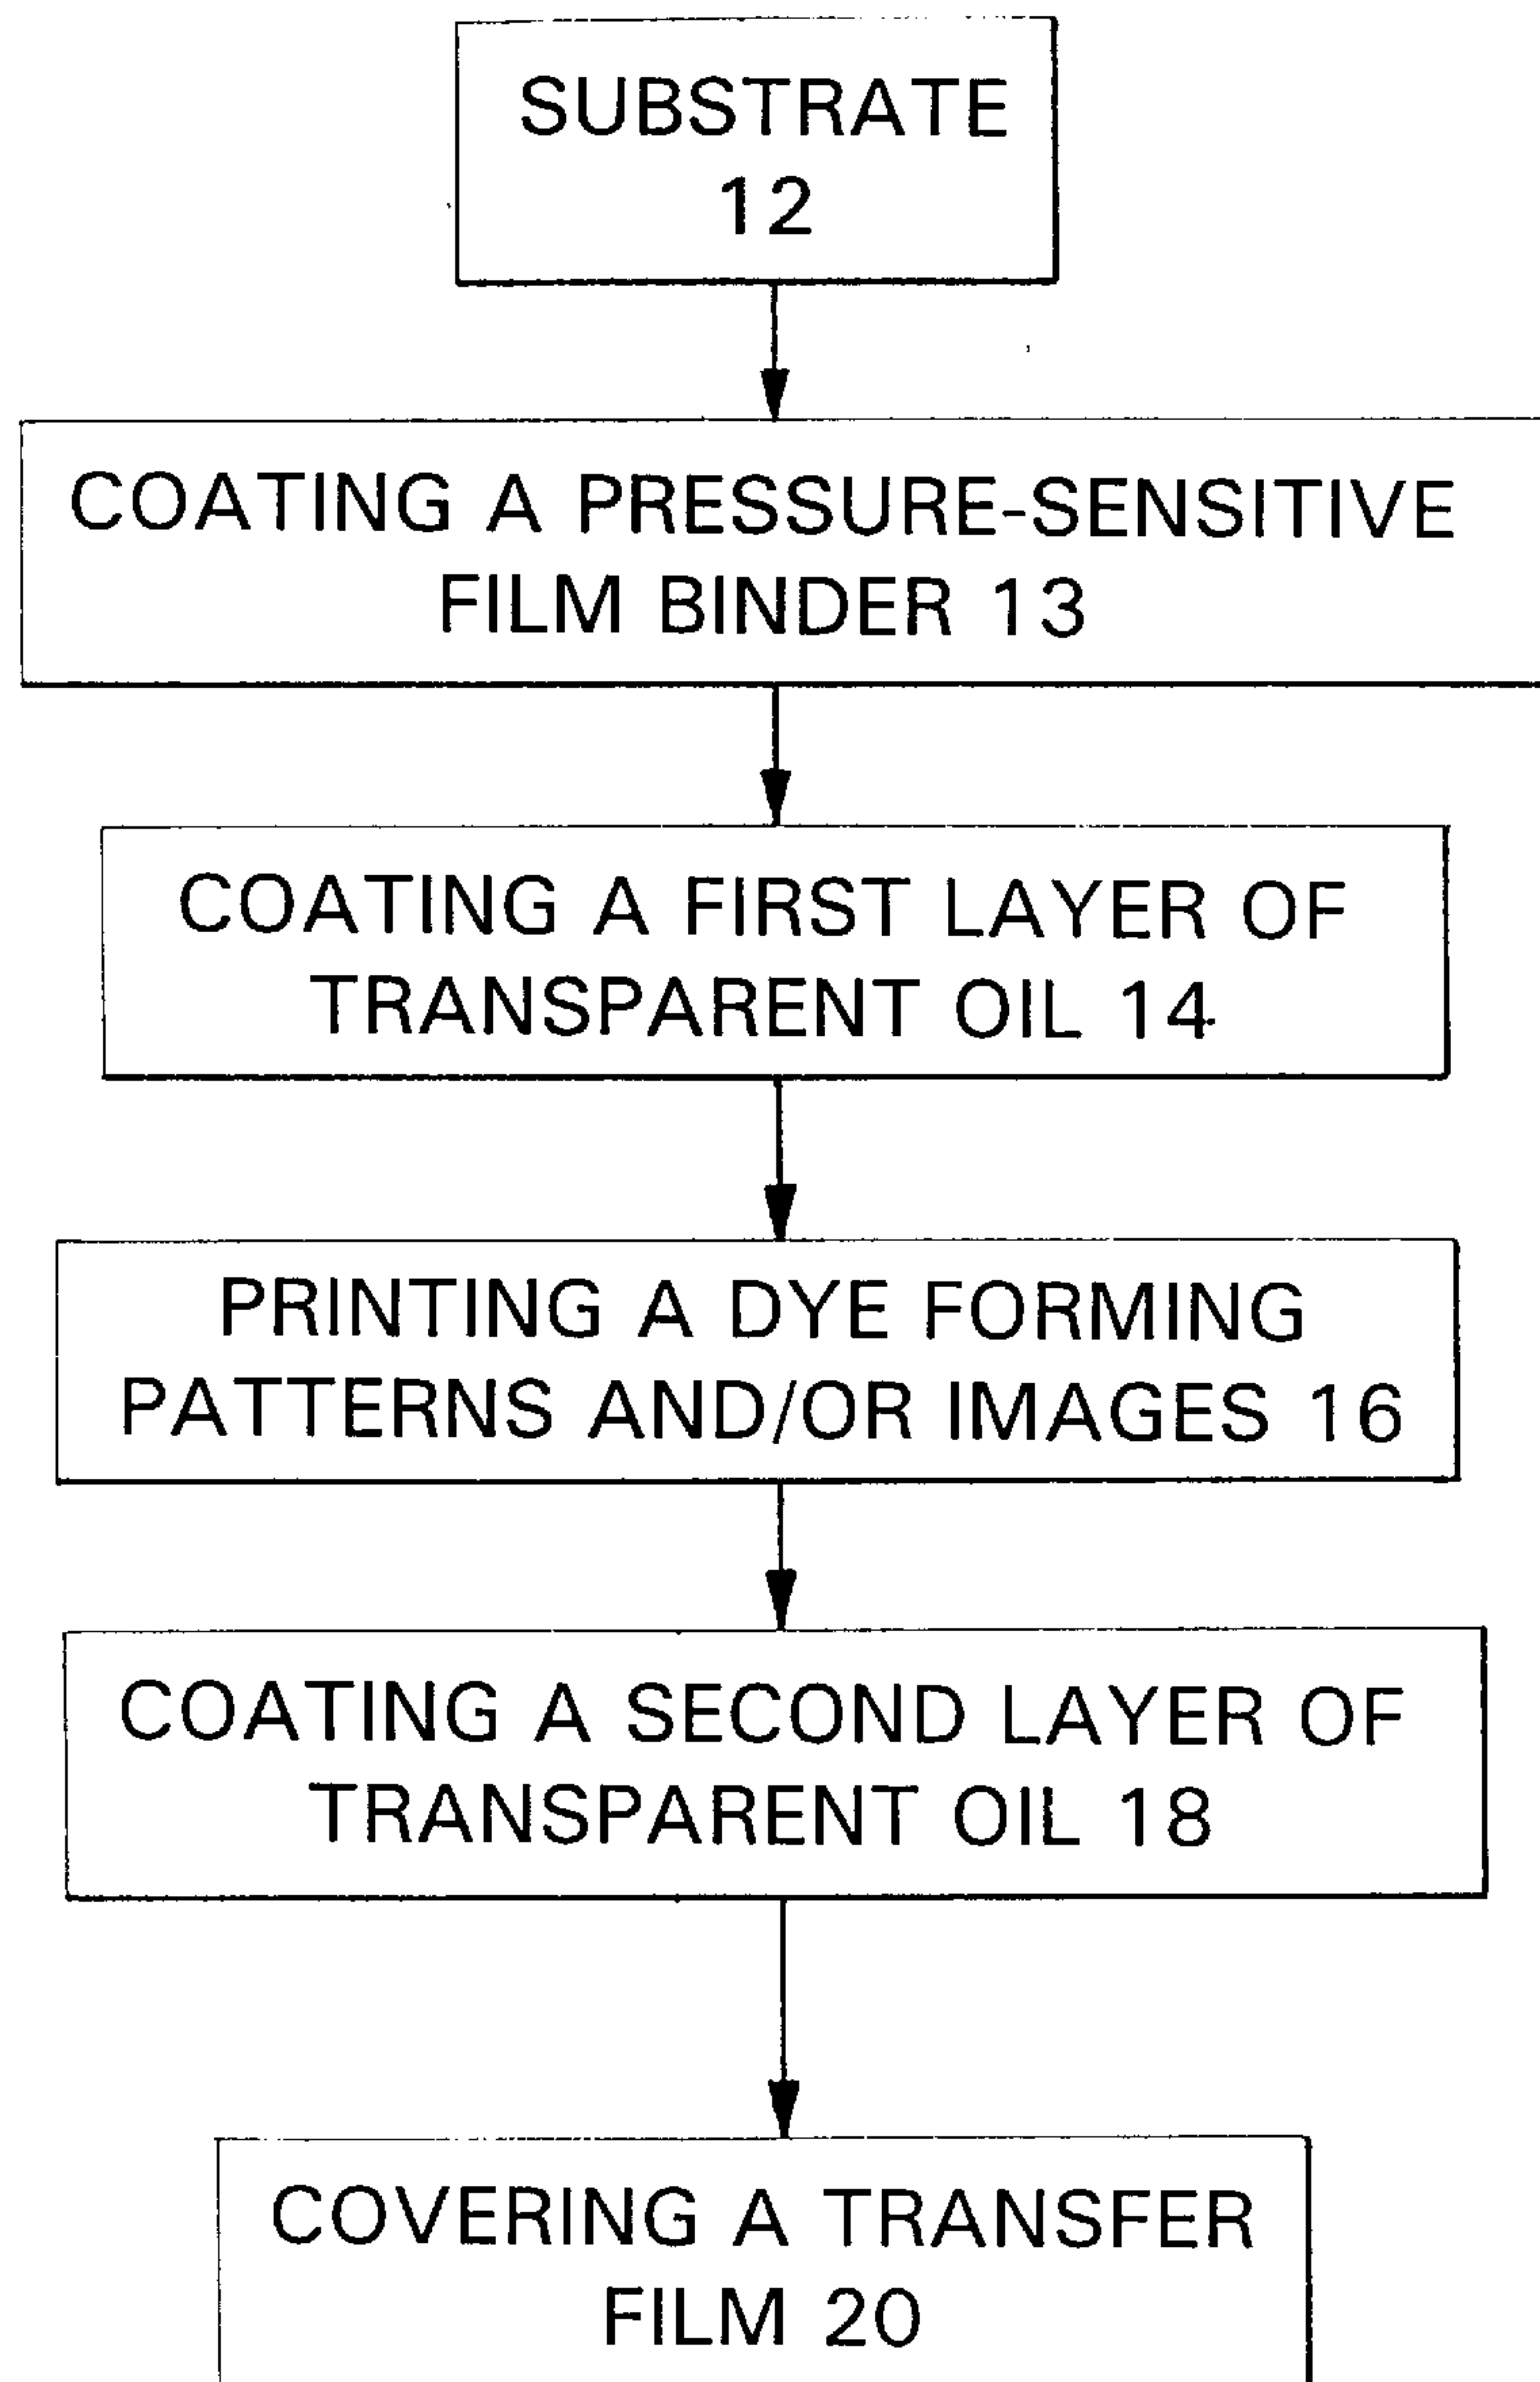 SUBSTRATE
12
COATING A PRESSURE-SENSITIVE
FILM BINDER 13
COATING A FIRST LAYER OF
TRANSPARENT OIL 14
PRINTING A DYE FORMING
PATTERNS AND/OR IMAGES 16
COATING A SECOND LAYER OF
TRANSPARENT OIL 18
COVERING A TRANSFER
FILM 20